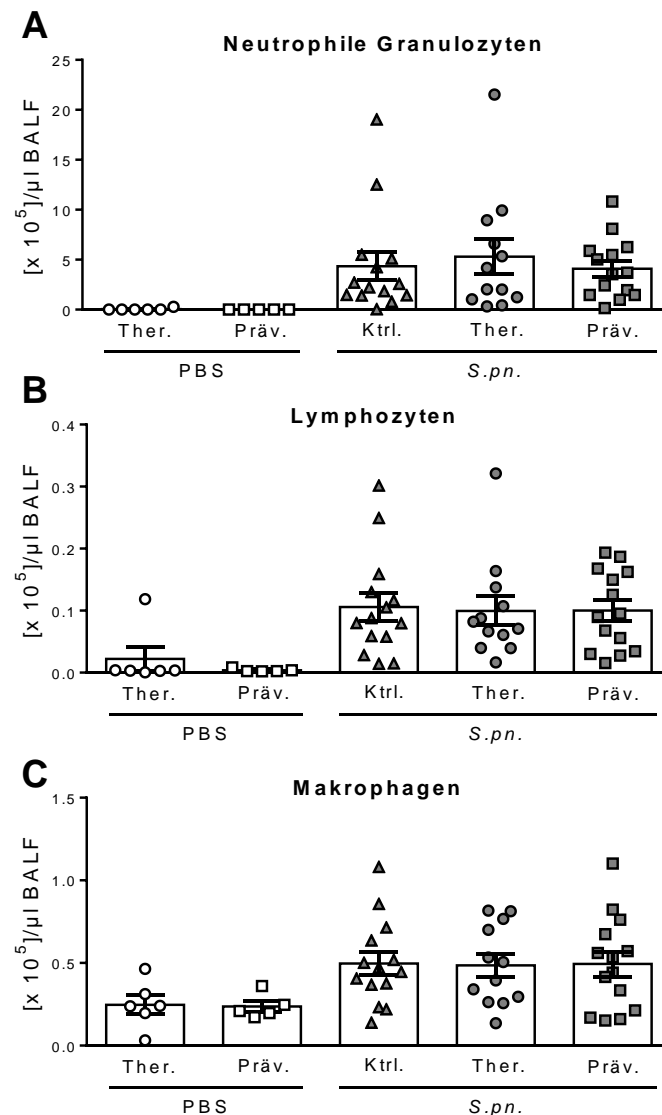 A
Neutrophile Granulozyten
[x 10⁵]/µl BALF
25
20
15
10
5
0
Ther. Präv. Ktrl. Ther. Präv.
PBS S.pn.
B
Lymphozyten
[x 10⁵]/µl BALF
0.4
0.3
0.2
0.1
0.0
Ther. Präv. Ktrl. Ther. Präv.
PBS S.pn.
C
Makrophagen
[x 10⁵]/µl BALF
1.5
1.0
0.5
0.0
Ther. Präv. Ktrl. Ther. Präv.
PBS S.pn.